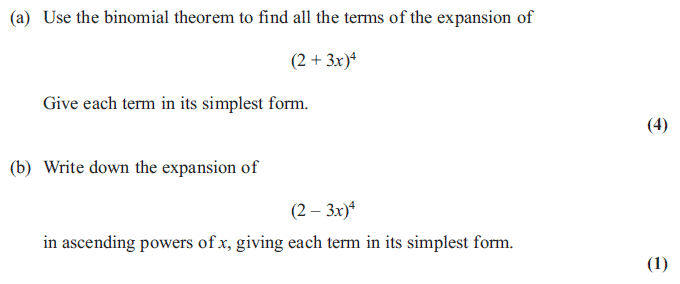 (a) Use the binomial theorem to find all the terms of the expansion of
(2 + 3x)⁴
Give each term in its simplest form.
(4)
(b) Write down the expansion of
(2 – 3x)⁴
in ascending powers of x, giving each term in its simplest form.
(1)